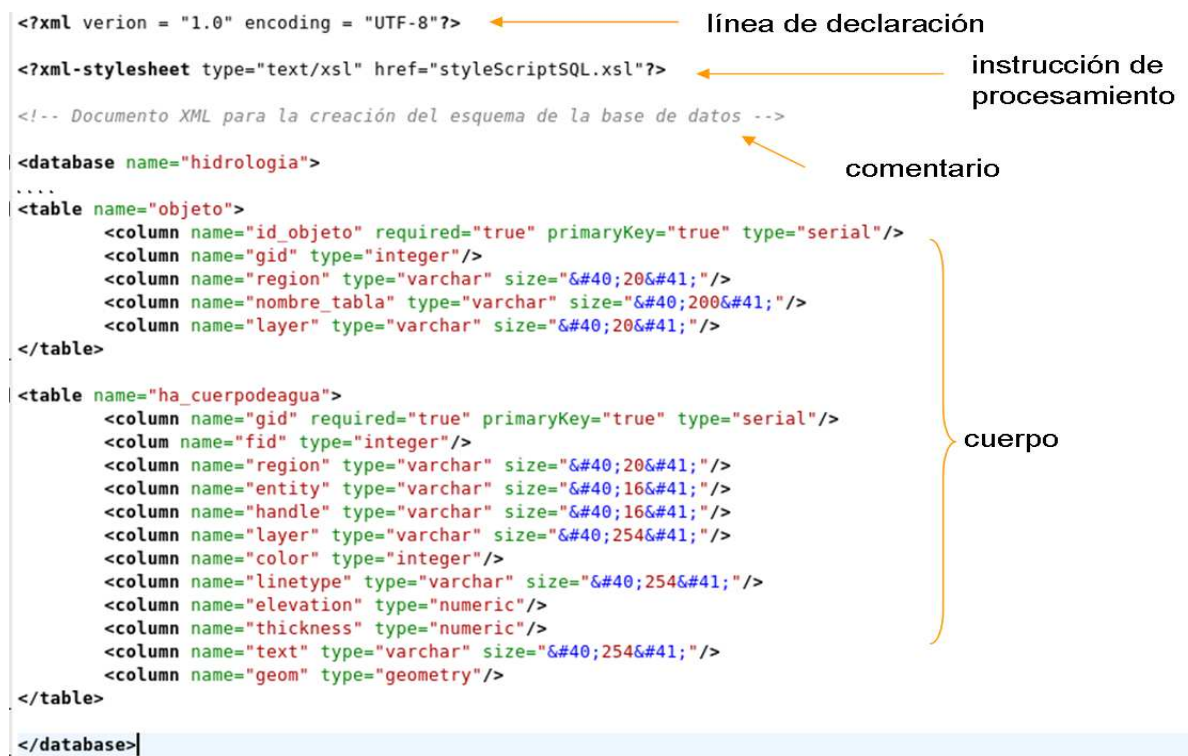 <?xml verion = "1.0" encoding = "UTF-8"?>
línea de declaración
<?xml-stylesheet type="text/xsl" href="styleScriptSQL.xsl"?>
instrucción de
procesamiento
<!-- Documento XML para la creación del esquema de la base de datos -->
comentario
<database name="hidrologia">
....
<table name="objeto">
<column name="id_objeto" required="true" primaryKey="true" type="serial"/>
<column name="gid" type="integer"/>
<column name="region" type="varchar" size="&#40;20&#41;"/>
<column name="nombre_tabla" type="varchar" size="&#40;200&#41;"/>
<column name="layer" type="varchar" size="&#40;20&#41;"/>
</table>
<table name="ha_cuerpodeagua">
<column name="gid" required="true" primaryKey="true" type="serial"/>
<colum name="fid" type="integer"/>
cuerpo
<column name="region" type="varchar" size="&#40;20&#41;"/>
<column name="entity" type="varchar" size="&#40;16&#41;"/>
<column name="handle" type="varchar" size="&#40;16&#41;"/>
<column name="layer" type="varchar" size="&#40;254&#41;"/>
<column name="color" type="integer"/>
<column name="linetype" type="varchar" size="&#40;254&#41;"/>
<column name="elevation" type="numeric"/>
<column name="thickness" type="numeric"/>
<column name="text" type="varchar" size="&#40;254&#41;"/>
<column name="geom" type="geometry"/>
</table>
</database>